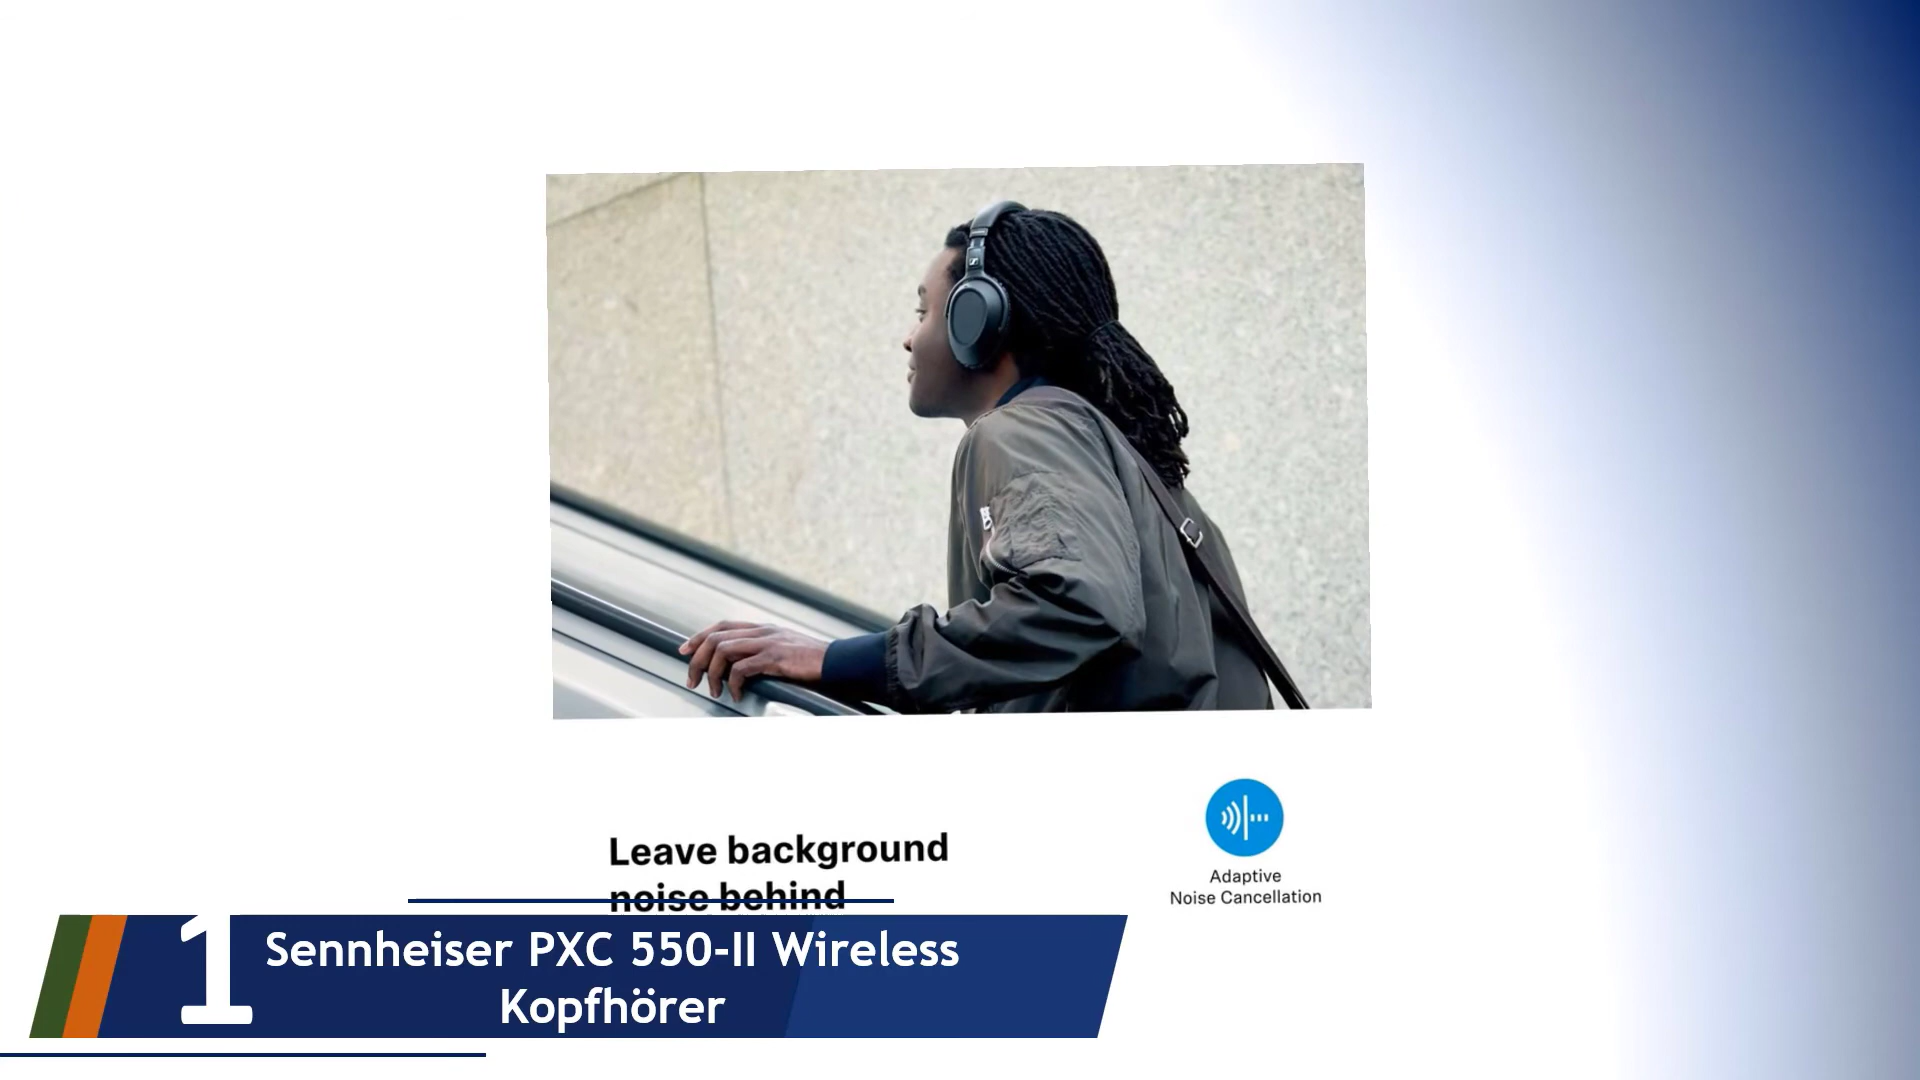 Leave background
noise behind
Adaptive
Noise Cancellation
1
Sennheiser PXC 550-II Wireless
Kopfhörer